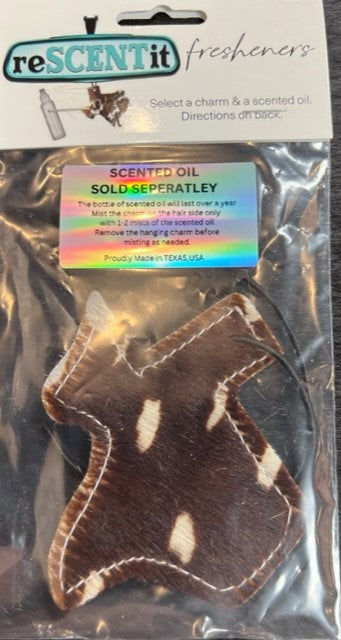 reSCENTit fresheners
Select a charm & a scented oil.
Directions on back.
SCENTED OIL
SOLD SEPERATLEY
The bottle of scented oil will last over a year
Mist the charm on the hair side only
with 1-2 mists of the scented oil
Remove the hanging charm before
misting as needed.
Proudly Made in TEXAS,USA